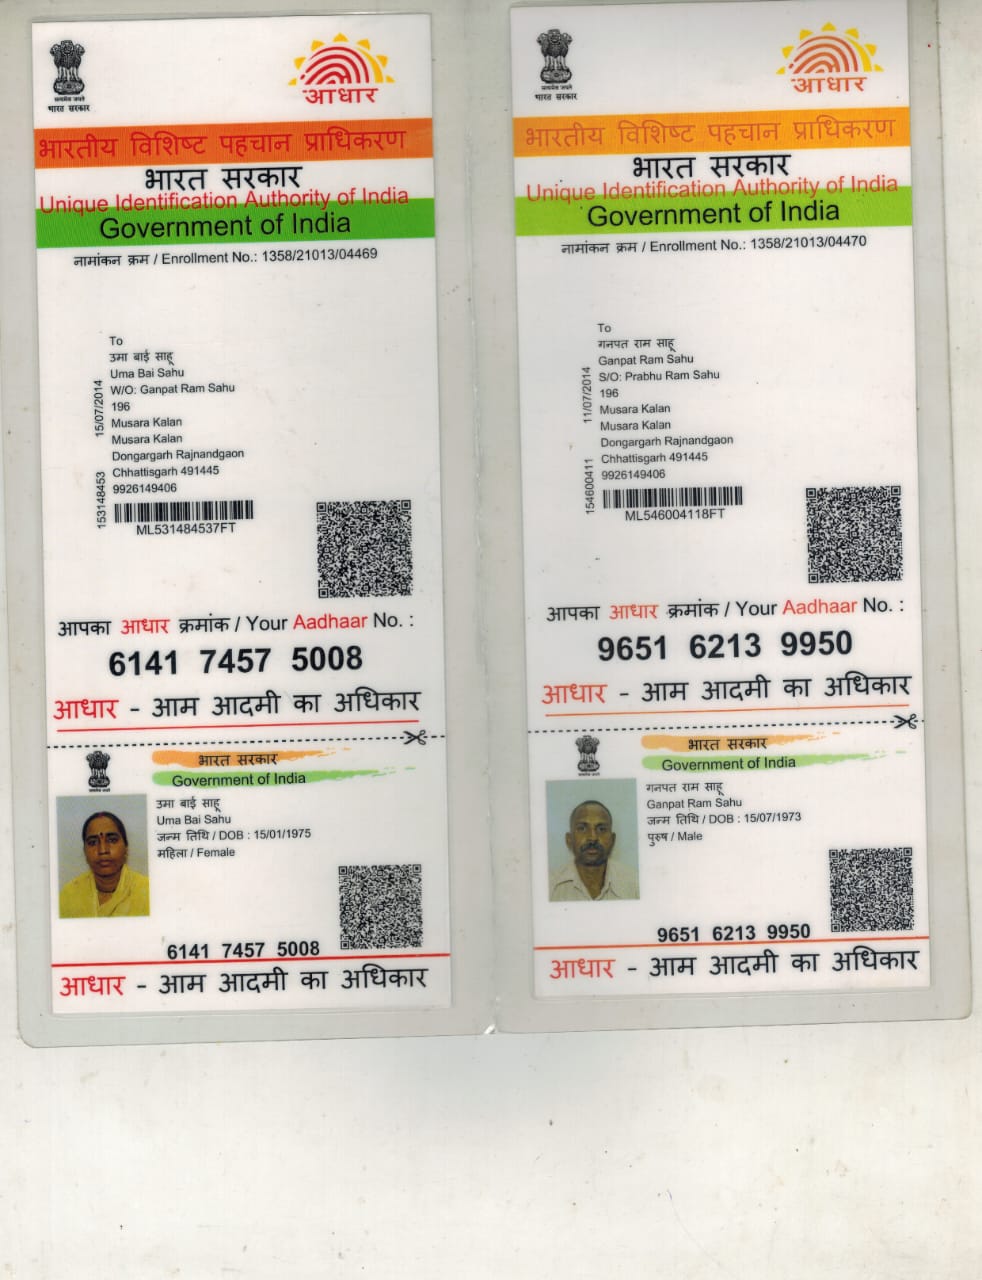 सत्यमेव जयते
भारत सरकार
आधार
भारतीय विशिष्ट पहचान प्राधिकरण
भारत सरकार
Unique Identification Authority of India
Government of India
नामांकन क्रम / Enrollment No.: 1358/21013/04469
To
उमा बाई साहू
Uma Bai Sahu
W/O: Ganpat Ram Sahu
196
Musara Kalan
Musara Kalan
Dongargarh Rajnandgaon
Chhattisgarh 491445
9926149406
15/07/2014
153148453
ML531484537FT
आपका आधार क्रमांक / Your Aadhaar No. :
6141 7457 5008
आधार - आम आदमी का अधिकार
भारत सरकार
Government of India
उमा बाई साहू
Uma Bai Sahu
जन्म तिथि / DOB : 15/01/1975
महिला / Female
6141 7457 5008
आधार - आम आदमी का अधिकार
सत्यमेव जयते
भारत सरकार
आधार
भारतीय विशिष्ट पहचान प्राधिकरण
भारत सरकार
Unique Identification Authority of India
Government of India
नामांकन क्रम / Enrollment No.: 1358/21013/04470
To
गनपत राम साहू
Ganpat Ram Sahu
S/O: Prabhu Ram Sahu
196
Musara Kalan
Musara Kalan
Dongargarh Rajnandgaon
Chhattisgarh 491445
9926149406
11/07/2014
154600411
ML546004118FT
आपका आधार क्रमांक / Your Aadhaar No. :
9651 6213 9950
आधार - आम आदमी का अधिकार
भारत सरकार
Government of India
गनपत राम साहू
Ganpat Ram Sahu
जन्म तिथि / DOB : 15/07/1973
पुरुष / Male
9651 6213 9950
आधार - आम आदमी का अधिकार